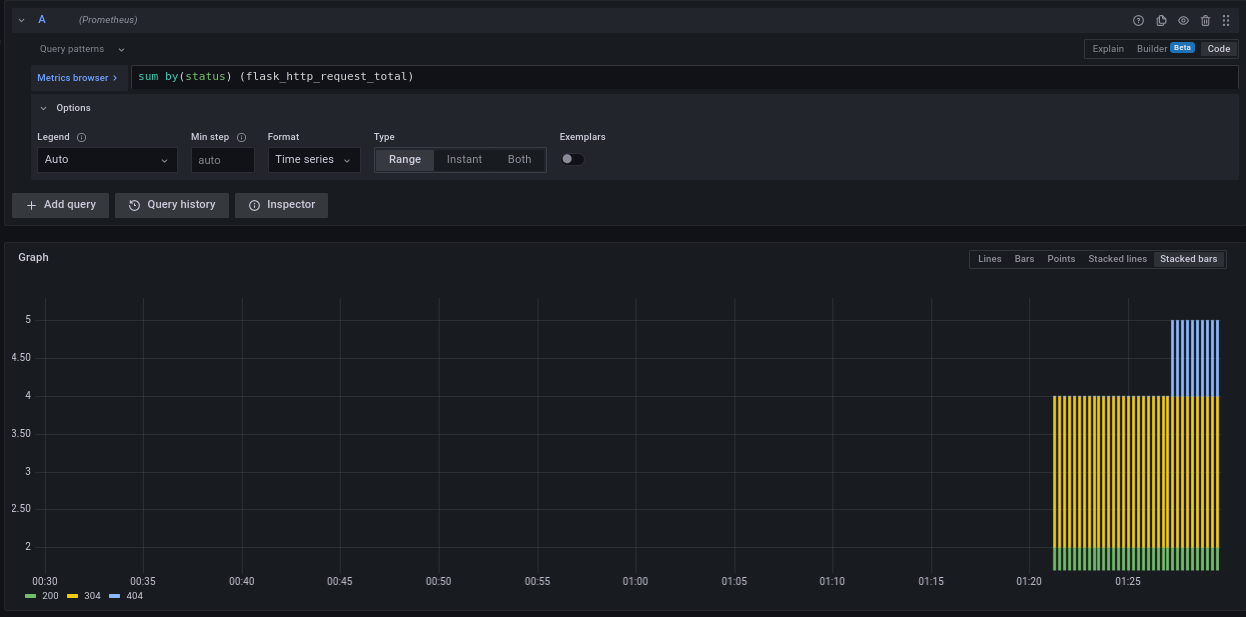 A (Prometheus)
Query patterns Explain Builder Beta Code
Metrics browser > sum by(status) (flask_http_request_total)
Options
Legend Min step Format Type Exemplars
Auto auto Time series Range Instant Both
+ Add query Query history Inspector
Graph Lines Bars Points Stacked lines Stacked bars
5
4.50
4
3.50
3
2.50
2
00:30 00:35 00:40 00:45 00:50 00:55 01:00 01:05 01:10 01:15 01:20 01:25
200 304 404